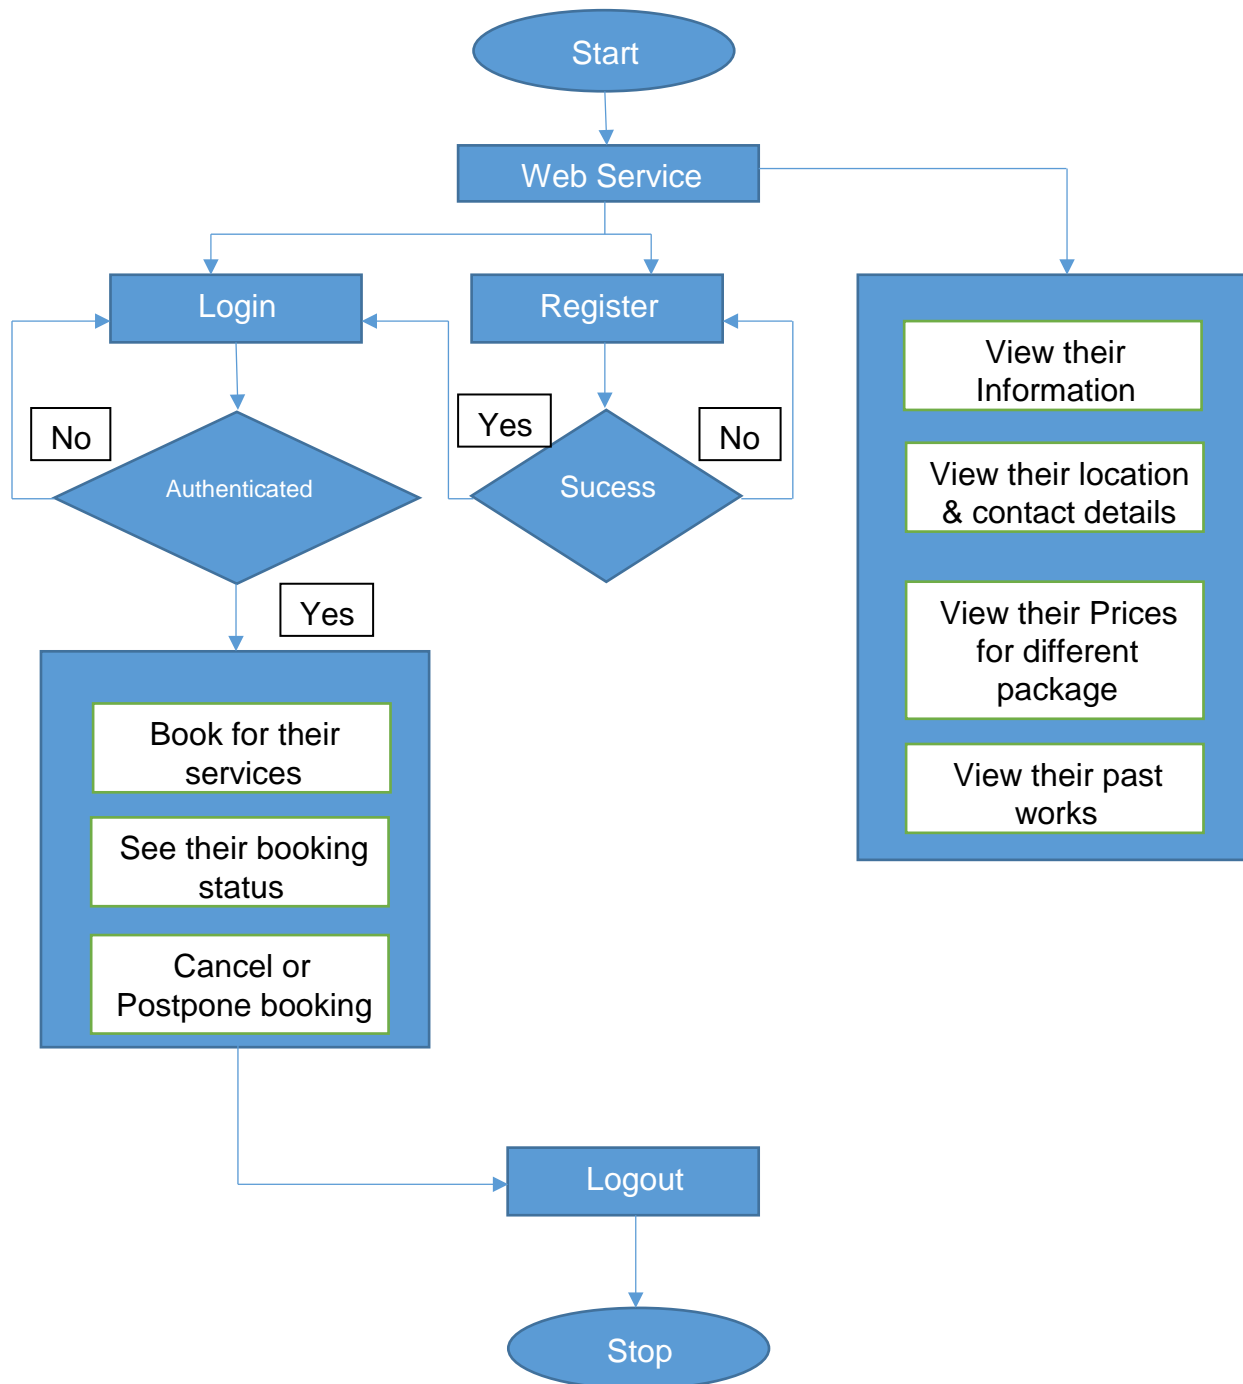 Start
Web Service
Login
Register
View their
Information
No
Yes
No
Authenticated
Sucess
View their location
& contact details
Yes
View their Prices
for different
package
Book for their
services
View their past
works
See their booking
status
Cancel or
Postpone booking
Logout
Stop